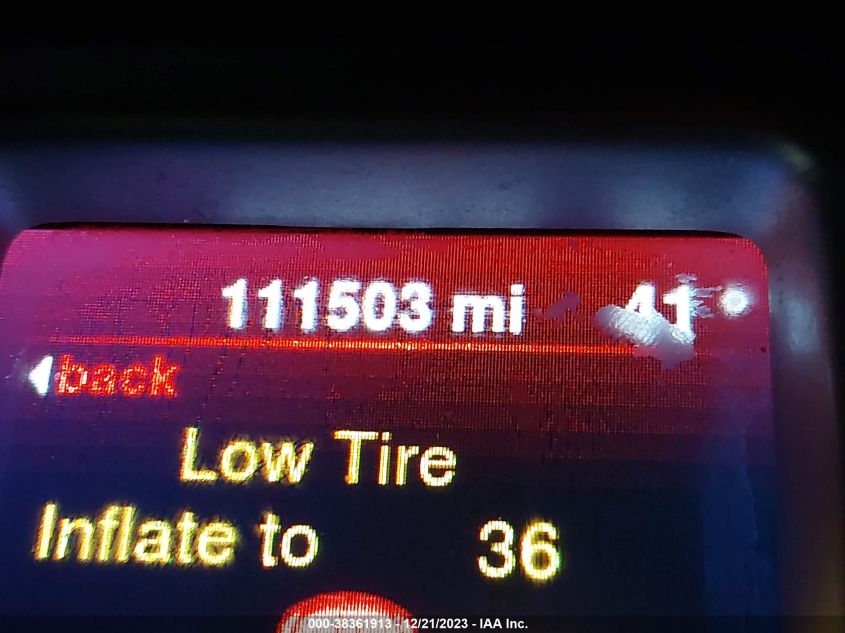 111503 mi 41°
back
Low Tire
Inflate to 36
000-38361913 - 12/21/2023 - IAA Inc.